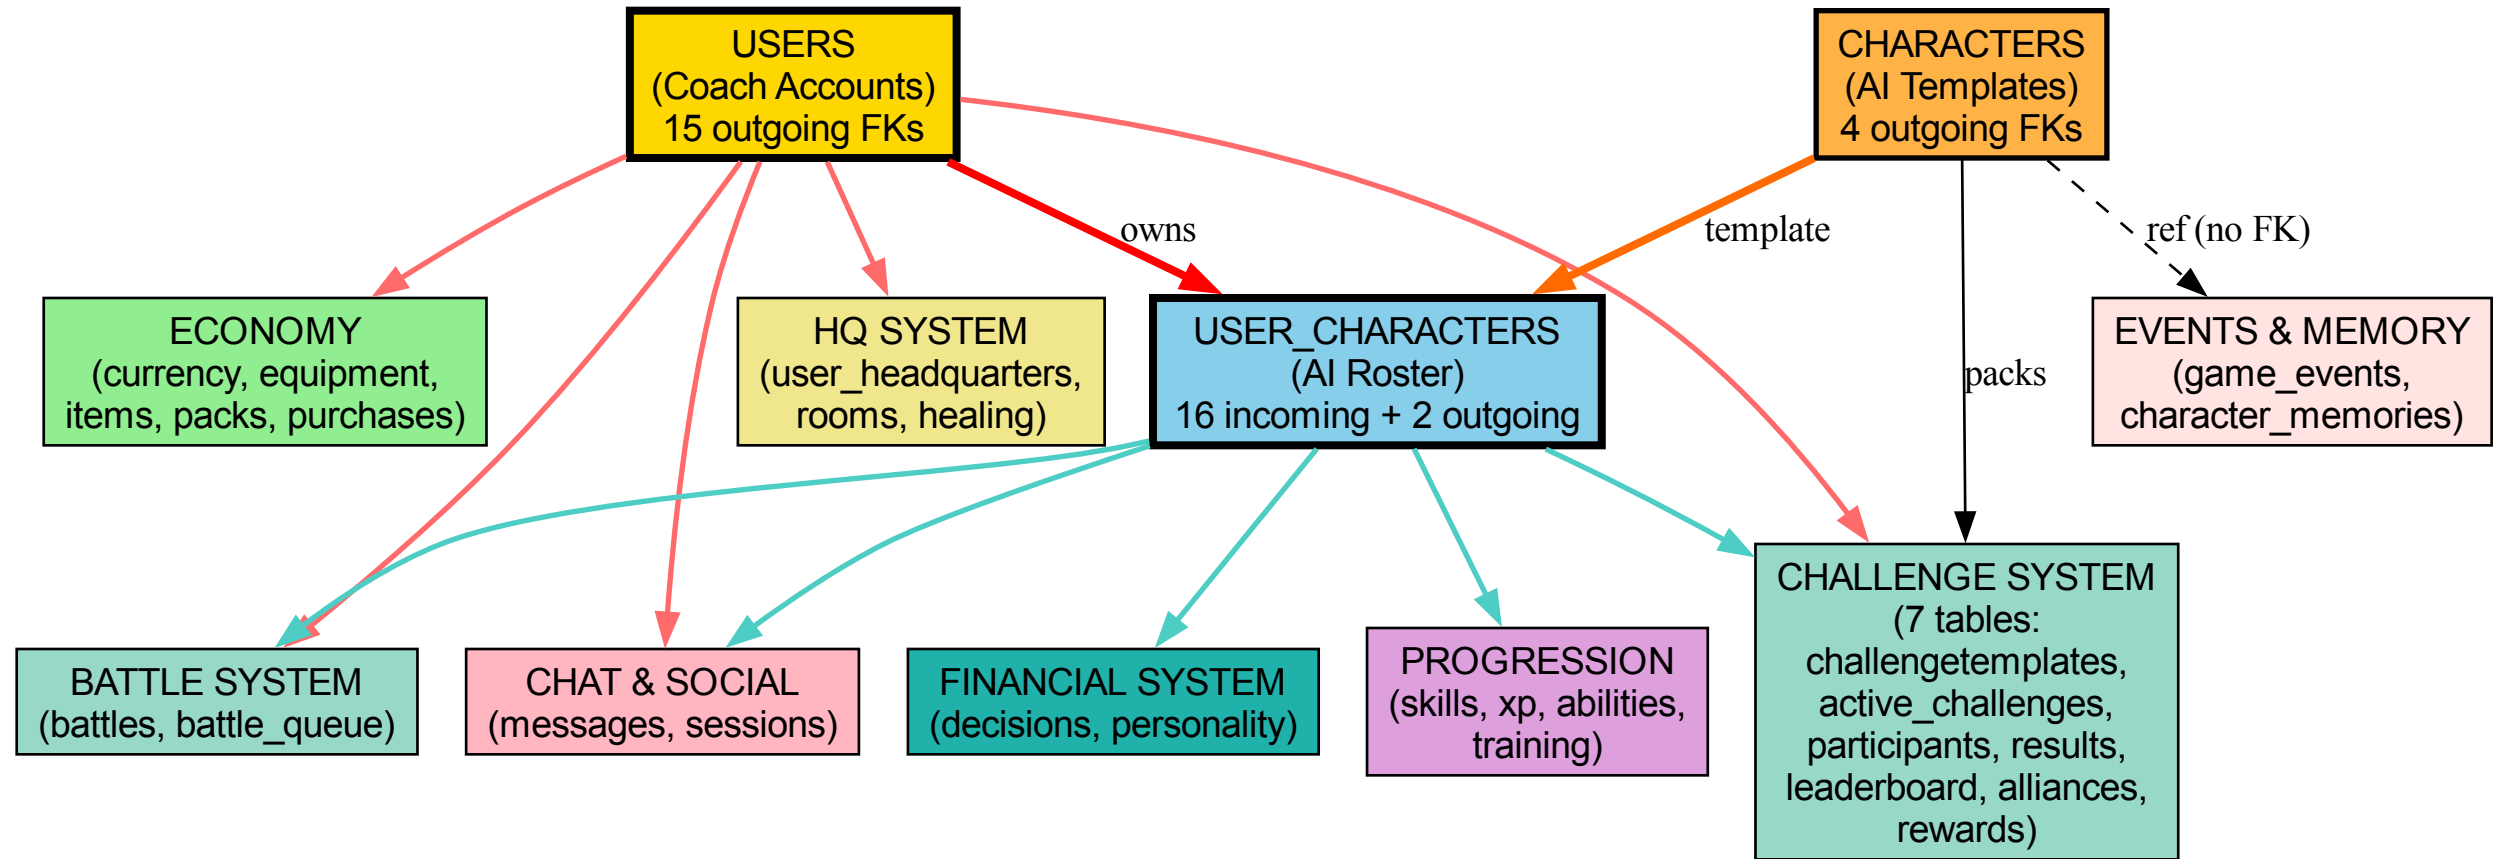 USERS
(Coach Accounts)
15 outgoing FKs
CHARACTERS
(AI Templates)
4 outgoing FKs
owns
template
ref (no FK)
ECONOMY
(currency, equipment,
items, packs, purchases)
HQ SYSTEM
(user_headquarters,
rooms, healing)
USER_CHARACTERS
(AI Roster)
16 incoming + 2 outgoing
packs
EVENTS & MEMORY
(game_events,
character_memories)
BATTLE SYSTEM
(battles, battle_queue)
CHAT & SOCIAL
(messages, sessions)
FINANCIAL SYSTEM
(decisions, personality)
PROGRESSION
(skills, xp, abilities,
training)
CHALLENGE SYSTEM
(7 tables:
challengetemplates,
active_challenges,
participants, results,
leaderboard, alliances,
rewards)